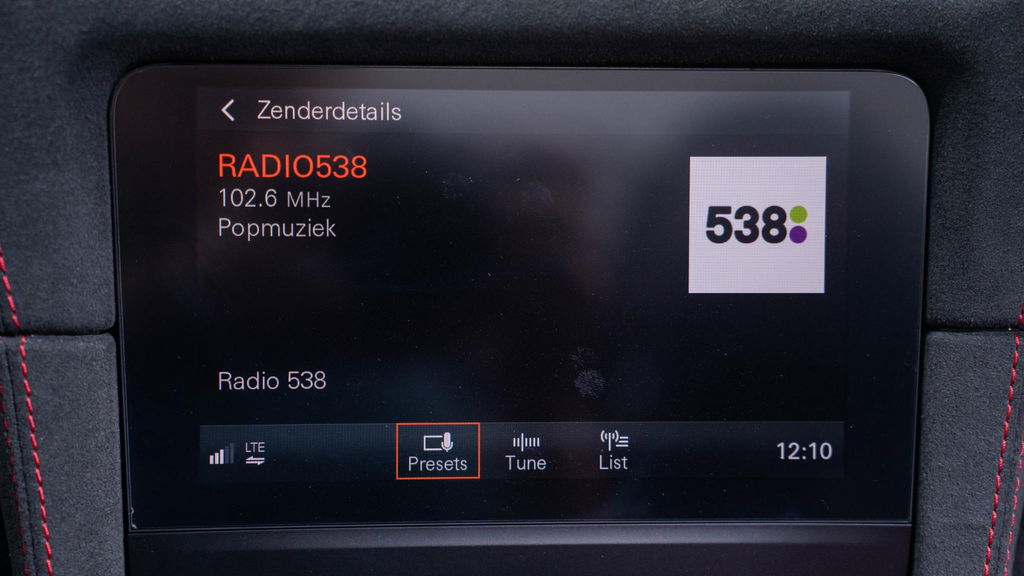 Zenderdetails
RADIO538
102.6 MHz
Popmuziek
538
Radio 538
LTE
Presets
Tune
List
12:10